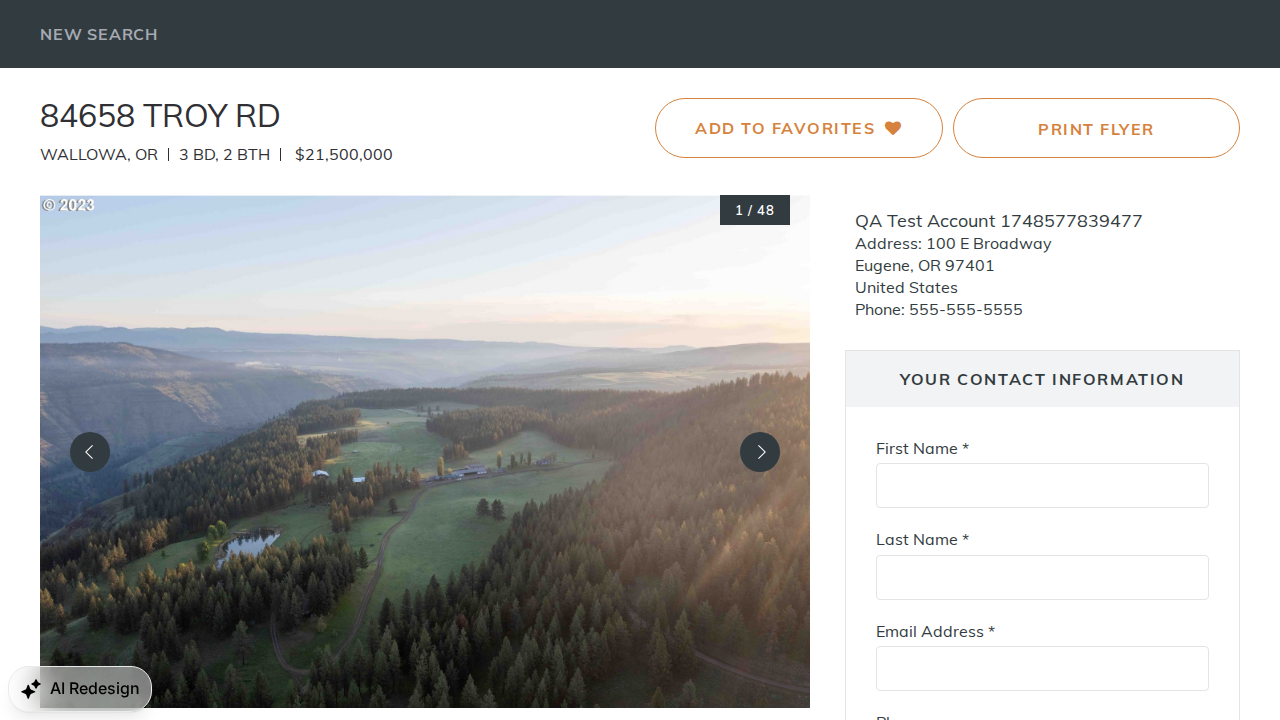 NEW SEARCH
84658 TROY RD
WALLOWA, OR | 3 BD, 2 BTH | $21,500,000
ADD TO FAVORITES
PRINT FLYER
© 2023
1 / 48
QA Test Account 1748577839477
Address: 100 E Broadway
Eugene, OR 97401
United States
Phone: 555-555-5555
YOUR CONTACT INFORMATION
First Name *
Last Name *
Email Address *
AI Redesign